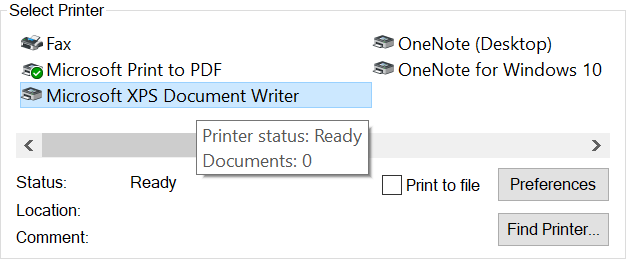 Select Printer
Fax
OneNote (Desktop)
Microsoft Print to PDF
OneNote for Windows 10
Microsoft XPS Document Writer
Printer status: Ready
Documents: 0
Status: Ready
Print to file
Preferences
Location:
Comment:
Find Printer...